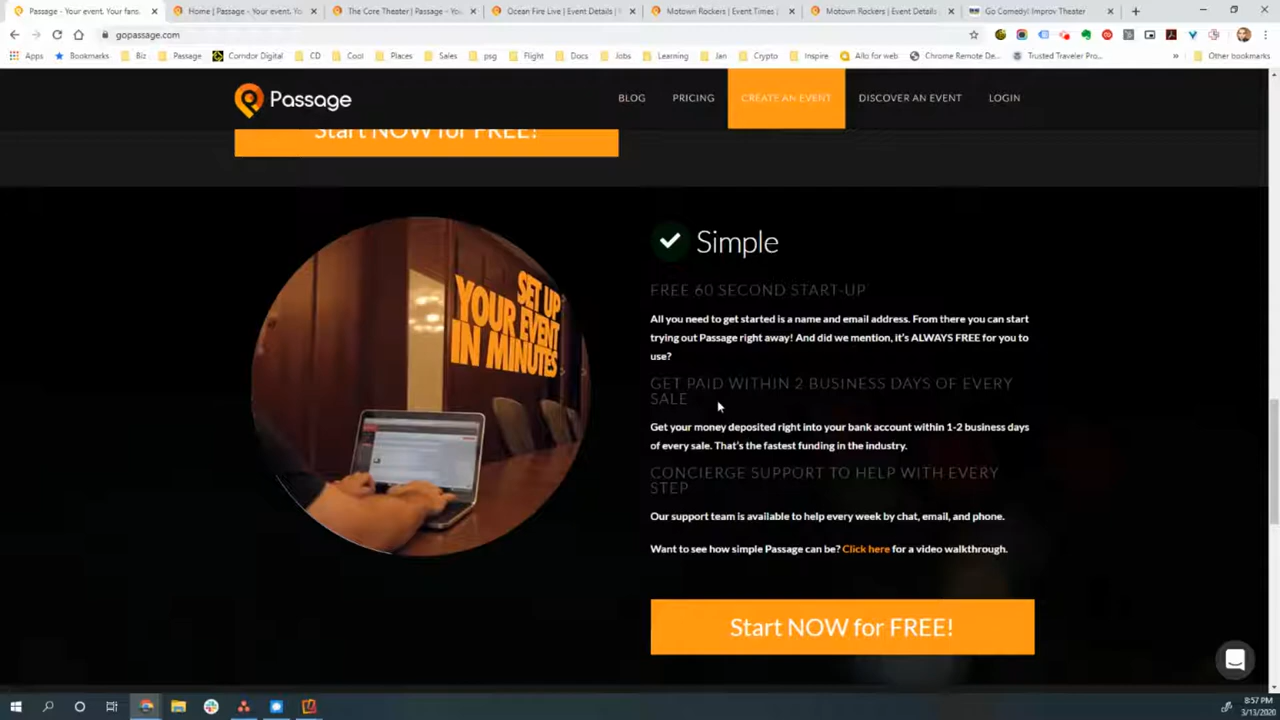 Passage - Your event. Your fans.
Home | Passage - Your event. Yo
The Core Theater | Passage - Yo
Ocean Fire Live | Event Details |
Motown Rockers | Event Times |
Motown Rockers | Event Details
Go Comedy! Improv Theater
gopassage.com
Apps
Bookmarks
Biz
Passage
Corridor Digital
CD
Cool
Places
Sales
psg
Flight
Docs
Jobs
Learning
Jan
Crypto
Inspire
Allo for web
Chrome Remote De...
Trusted Traveler Pro...
Other bookmarks
Passage
BLOG
PRICING
CREATE AN EVENT
DISCOVER AN EVENT
LOGIN
Start NOW for FREE!
SET UP
YOUR EVENT
IN MINUTES
Simple
FREE 60 SECOND START-UP
All you need to get started is a name and email address. From there you can start
trying out Passage right away! And did we mention, it's ALWAYS FREE for you to
use?
GET PAID WITHIN 2 BUSINESS DAYS OF EVERY
SALE
Get your money deposited right into your bank account within 1-2 business days
of every sale. That's the fastest funding in the industry.
CONCIERGE SUPPORT TO HELP WITH EVERY
STEP
Our support team is available to help every week by chat, email, and phone.
Want to see how simple Passage can be? Click here for a video walkthrough.
Start NOW for FREE!
8:57 PM
3/13/2020